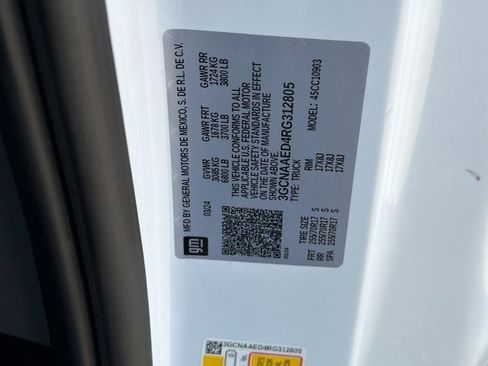 MFD BY GENERAL MOTORS DE MEXICO, S. DE R.L. DE C.V.
03/24
GVWR GAWR FRT GAWR RR
3085 KG 1678 KG 1724 KG
6800 LB 3700 LB 3800 LB
THIS VEHICLE CONFORMS TO ALL
APPLICABLE U.S. FEDERAL MOTOR
VEHICLE SAFETY STANDARDS IN EFFECT
ON THE DATE OF MANUFACTURE
SHOWN ABOVE.
3GCNAAED4RG312805
TYPE: TRUCK MODEL: 4SCC10903
gm
TIRE SIZE RIM
FRT 255/70R17 S 17X8J
RR 255/70R17 S 17X8J
SPA 255/70R17 S 17X8J
3GCNAAED4RG312805